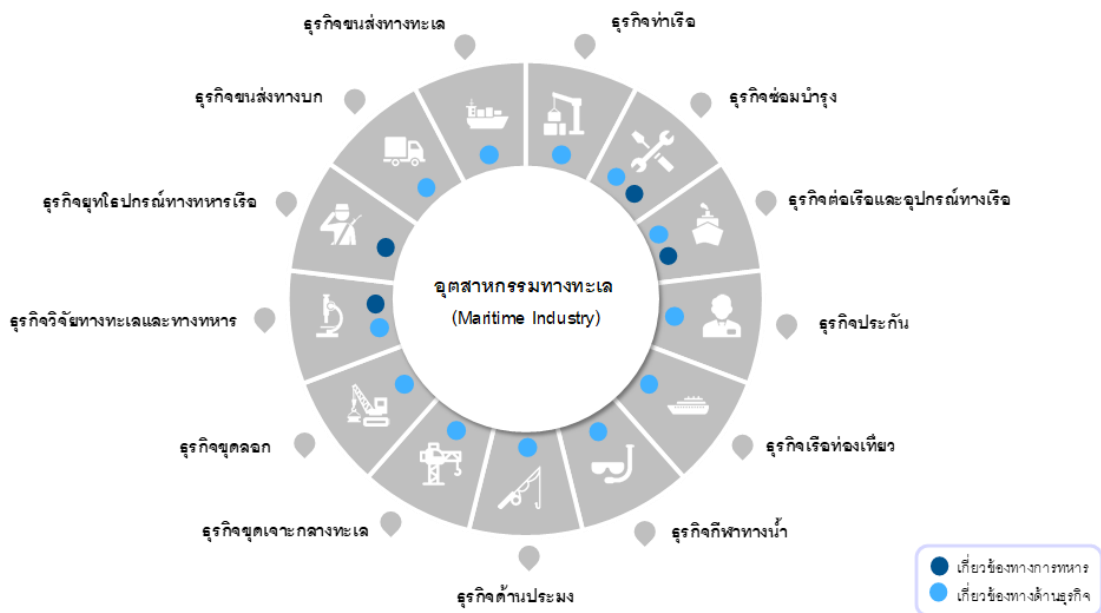 ธุรกิจขนส่งทางทะเล
ธุรกิจท่าเรือ
ธุรกิจขนส่งทางบก
ธุรกิจซ่อมบำรุง
ธุรกิจยุทโธปกรณ์ทางทหารเรือ
ธุรกิจต่อเรือและอุปกรณ์ทางเรือ
อุตสาหกรรมทางทะเล
(Maritime Industry)
ธุรกิจวิจัยทางทะเลและทางทหาร
ธุรกิจประกัน
ธุรกิจขุดลอก
ธุรกิจเรือท่องเที่ยว
ธุรกิจขุดเจาะกลางทะเล
ธุรกิจกีฬาทางน้ำ
ธุรกิจด้านประมง
เกี่ยวข้องทางการทหาร
เกี่ยวข้องทางด้านธุรกิจ